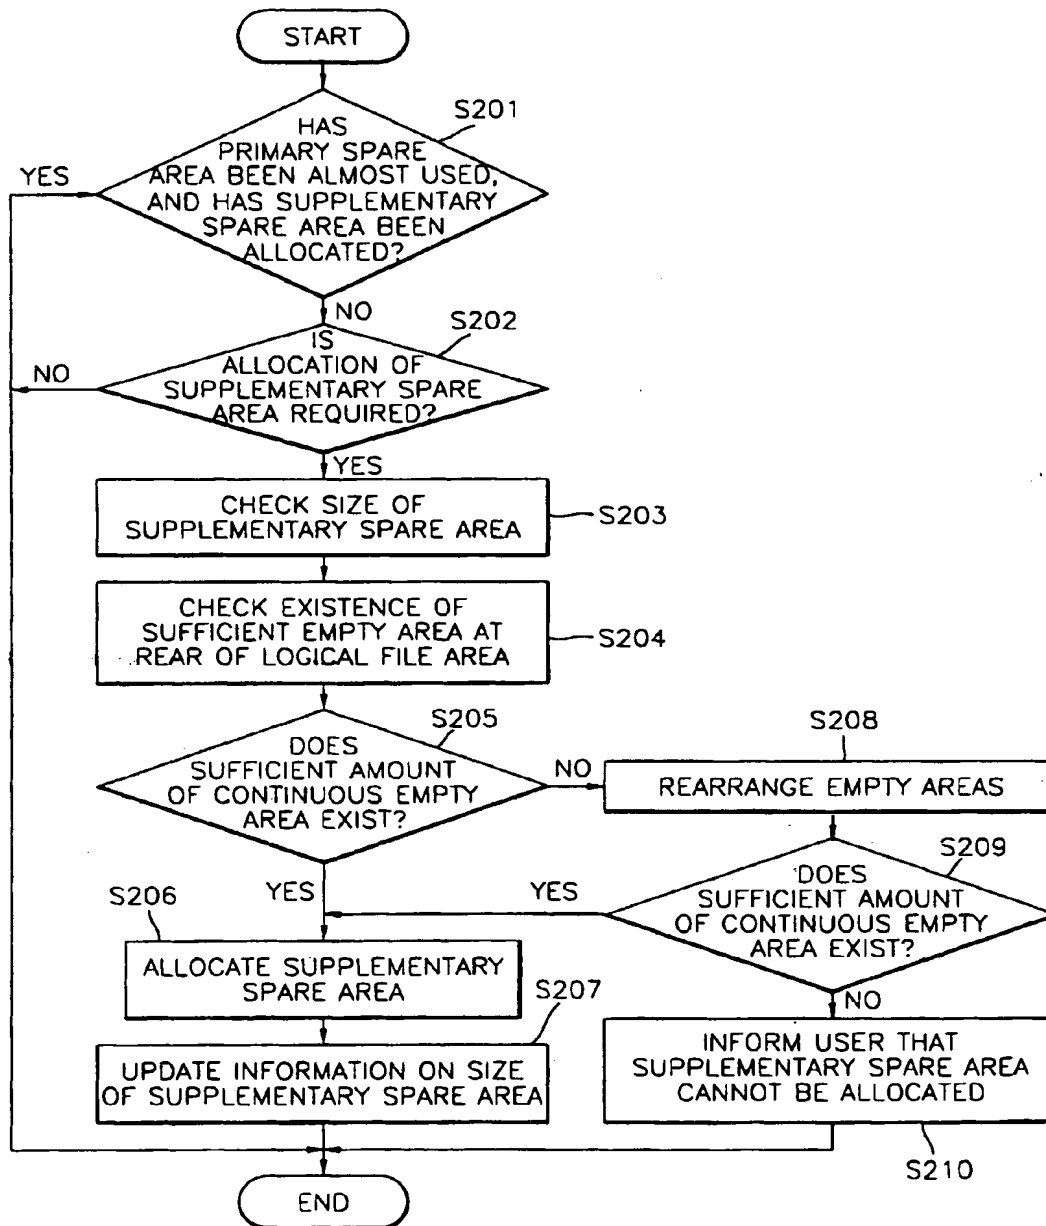 START
S201
HAS
PRIMARY SPARE
AREA BEEN ALMOST USED,
AND HAS SUPPLEMENTARY
SPARE AREA BEEN
ALLOCATED?
YES
NO
S202
IS
ALLOCATION OF
SUPPLEMENTARY SPARE
AREA REQUIRED?
NO
YES
CHECK SIZE OF
SUPPLEMENTARY SPARE AREA
S203
CHECK EXISTENCE OF
SUFFICIENT EMPTY AREA AT
REAR OF LOGICAL FILE AREA
S204
S205
DOES
SUFFICIENT AMOUNT
OF CONTINUOUS EMPTY
AREA EXIST?
NO
S208
REARRANGE EMPTY AREAS
YES
S209
DOES
SUFFICIENT AMOUNT
OF CONTINUOUS EMPTY
AREA EXIST?
YES
NO
S206
ALLOCATE SUPPLEMENTARY
SPARE AREA
S207
UPDATE INFORMATION ON SIZE
OF SUPPLEMENTARY SPARE AREA
INFORM USER THAT
SUPPLEMENTARY SPARE AREA
CANNOT BE ALLOCATED
S210
END